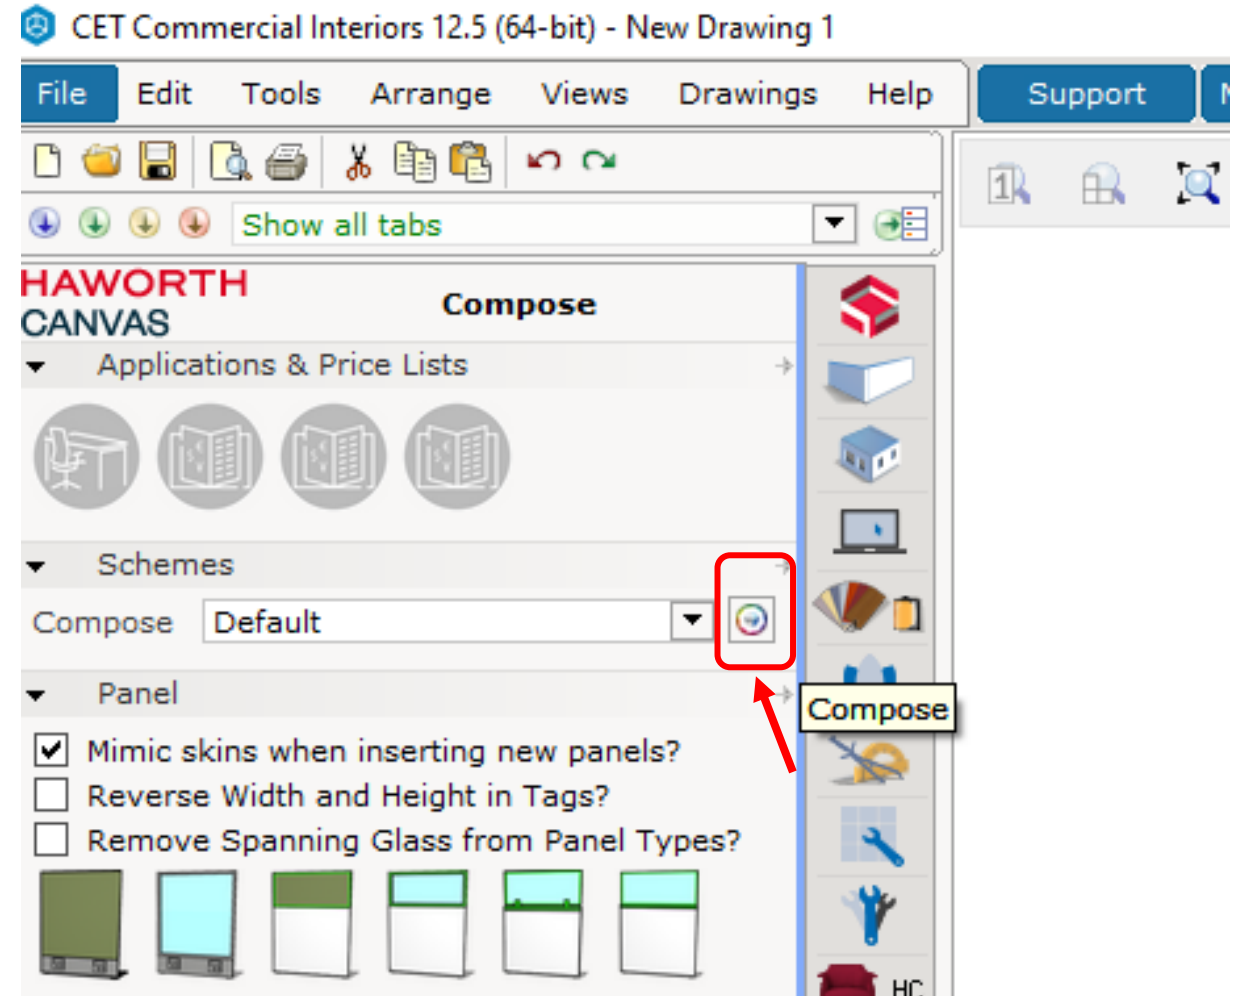 CET Commercial Interiors 12.5 (64-bit) - New Drawing 1
File Edit Tools Arrange Views Drawings Help Support
Show all tabs
HAWORTH
CANVAS
Compose
Applications & Price Lists
Schemes
Compose Default
Panel
Compose
Mimic skins when inserting new panels?
Reverse Width and Height in Tags?
Remove Spanning Glass from Panel Types?
HC